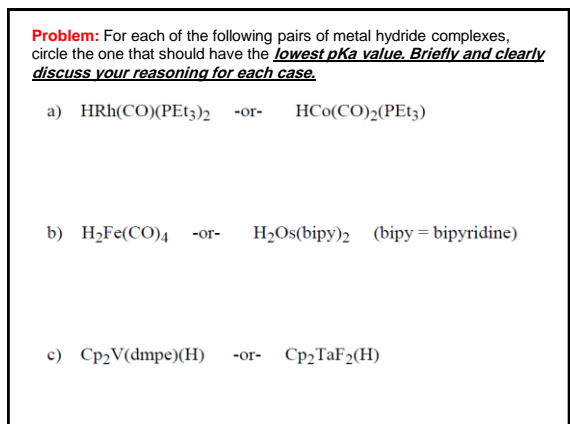 Problem: For each of the following pairs of metal hydride complexes,
circle the one that should have the lowest pKa value. Briefly and clearly
discuss your reasoning for each case.
a) HRh(CO)(PEt3)2 -or- HCo(CO)2(PEt3)
b) H2Fe(CO)4 -or- H2Os(bipy)2 (bipy = bipyridine)
c) Cp2V(dmpe)(H) -or- Cp2TaF2(H)